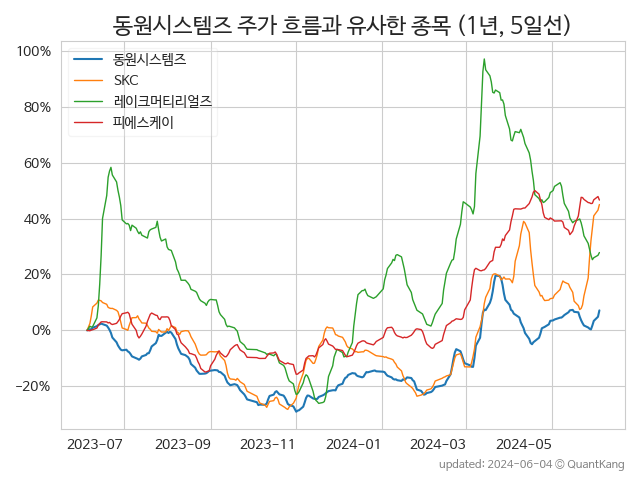 동원시스템즈 주가 흐름과 유사한 종목 (1년, 5일선)
동원시스템즈
SKC
레이크머티리얼즈
피에스케이
100%
80%
60%
40%
20%
0%
−20%
2023-07
2023-09
2023-11
2024-01
2024-03
2024-05
updated: 2024-06-04 © QuantKang